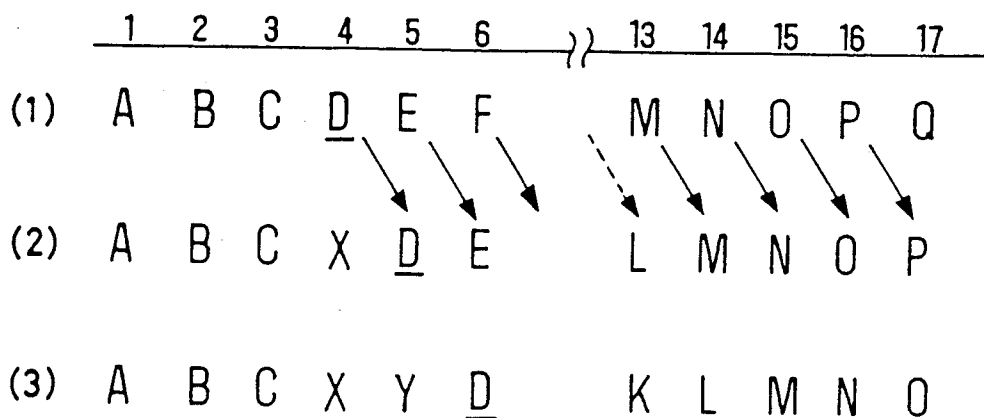 1 2 3 4 5 6 13 14 15 16 17
(1) A B C D E F M N O P Q
(2) A B C X D E L M N O P
(3) A B C X Y D K L M N O